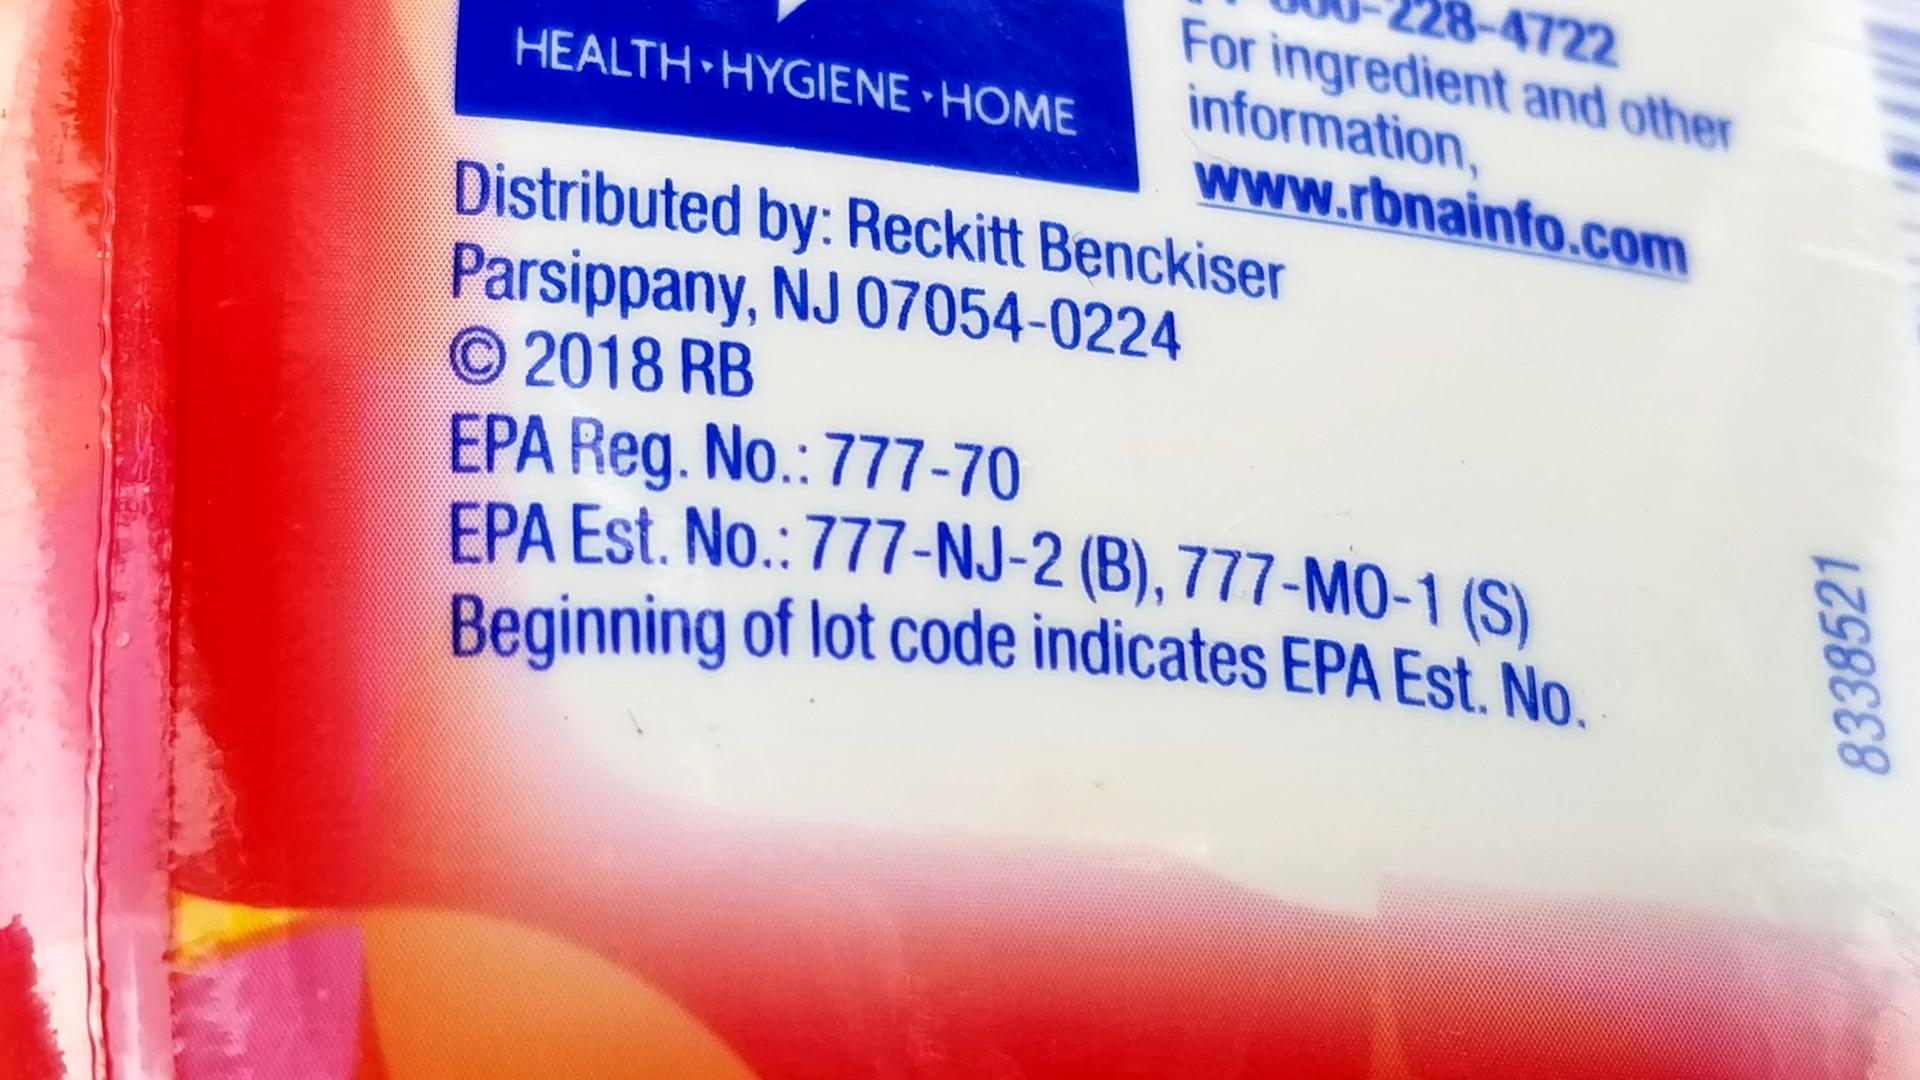 HEALTH • HYGIENE • HOME
Distributed by: Reckitt Benckiser
Parsippany, NJ 07054-0224
© 2018 RB
EPA Reg. No.: 777-70
EPA Est. No.: 777-NJ-2 (B), 777-MO-1 (S)
Beginning of lot code indicates EPA Est. No.
-228-4722
For ingredient and other
information,
www.rbnainfo.com
8338521